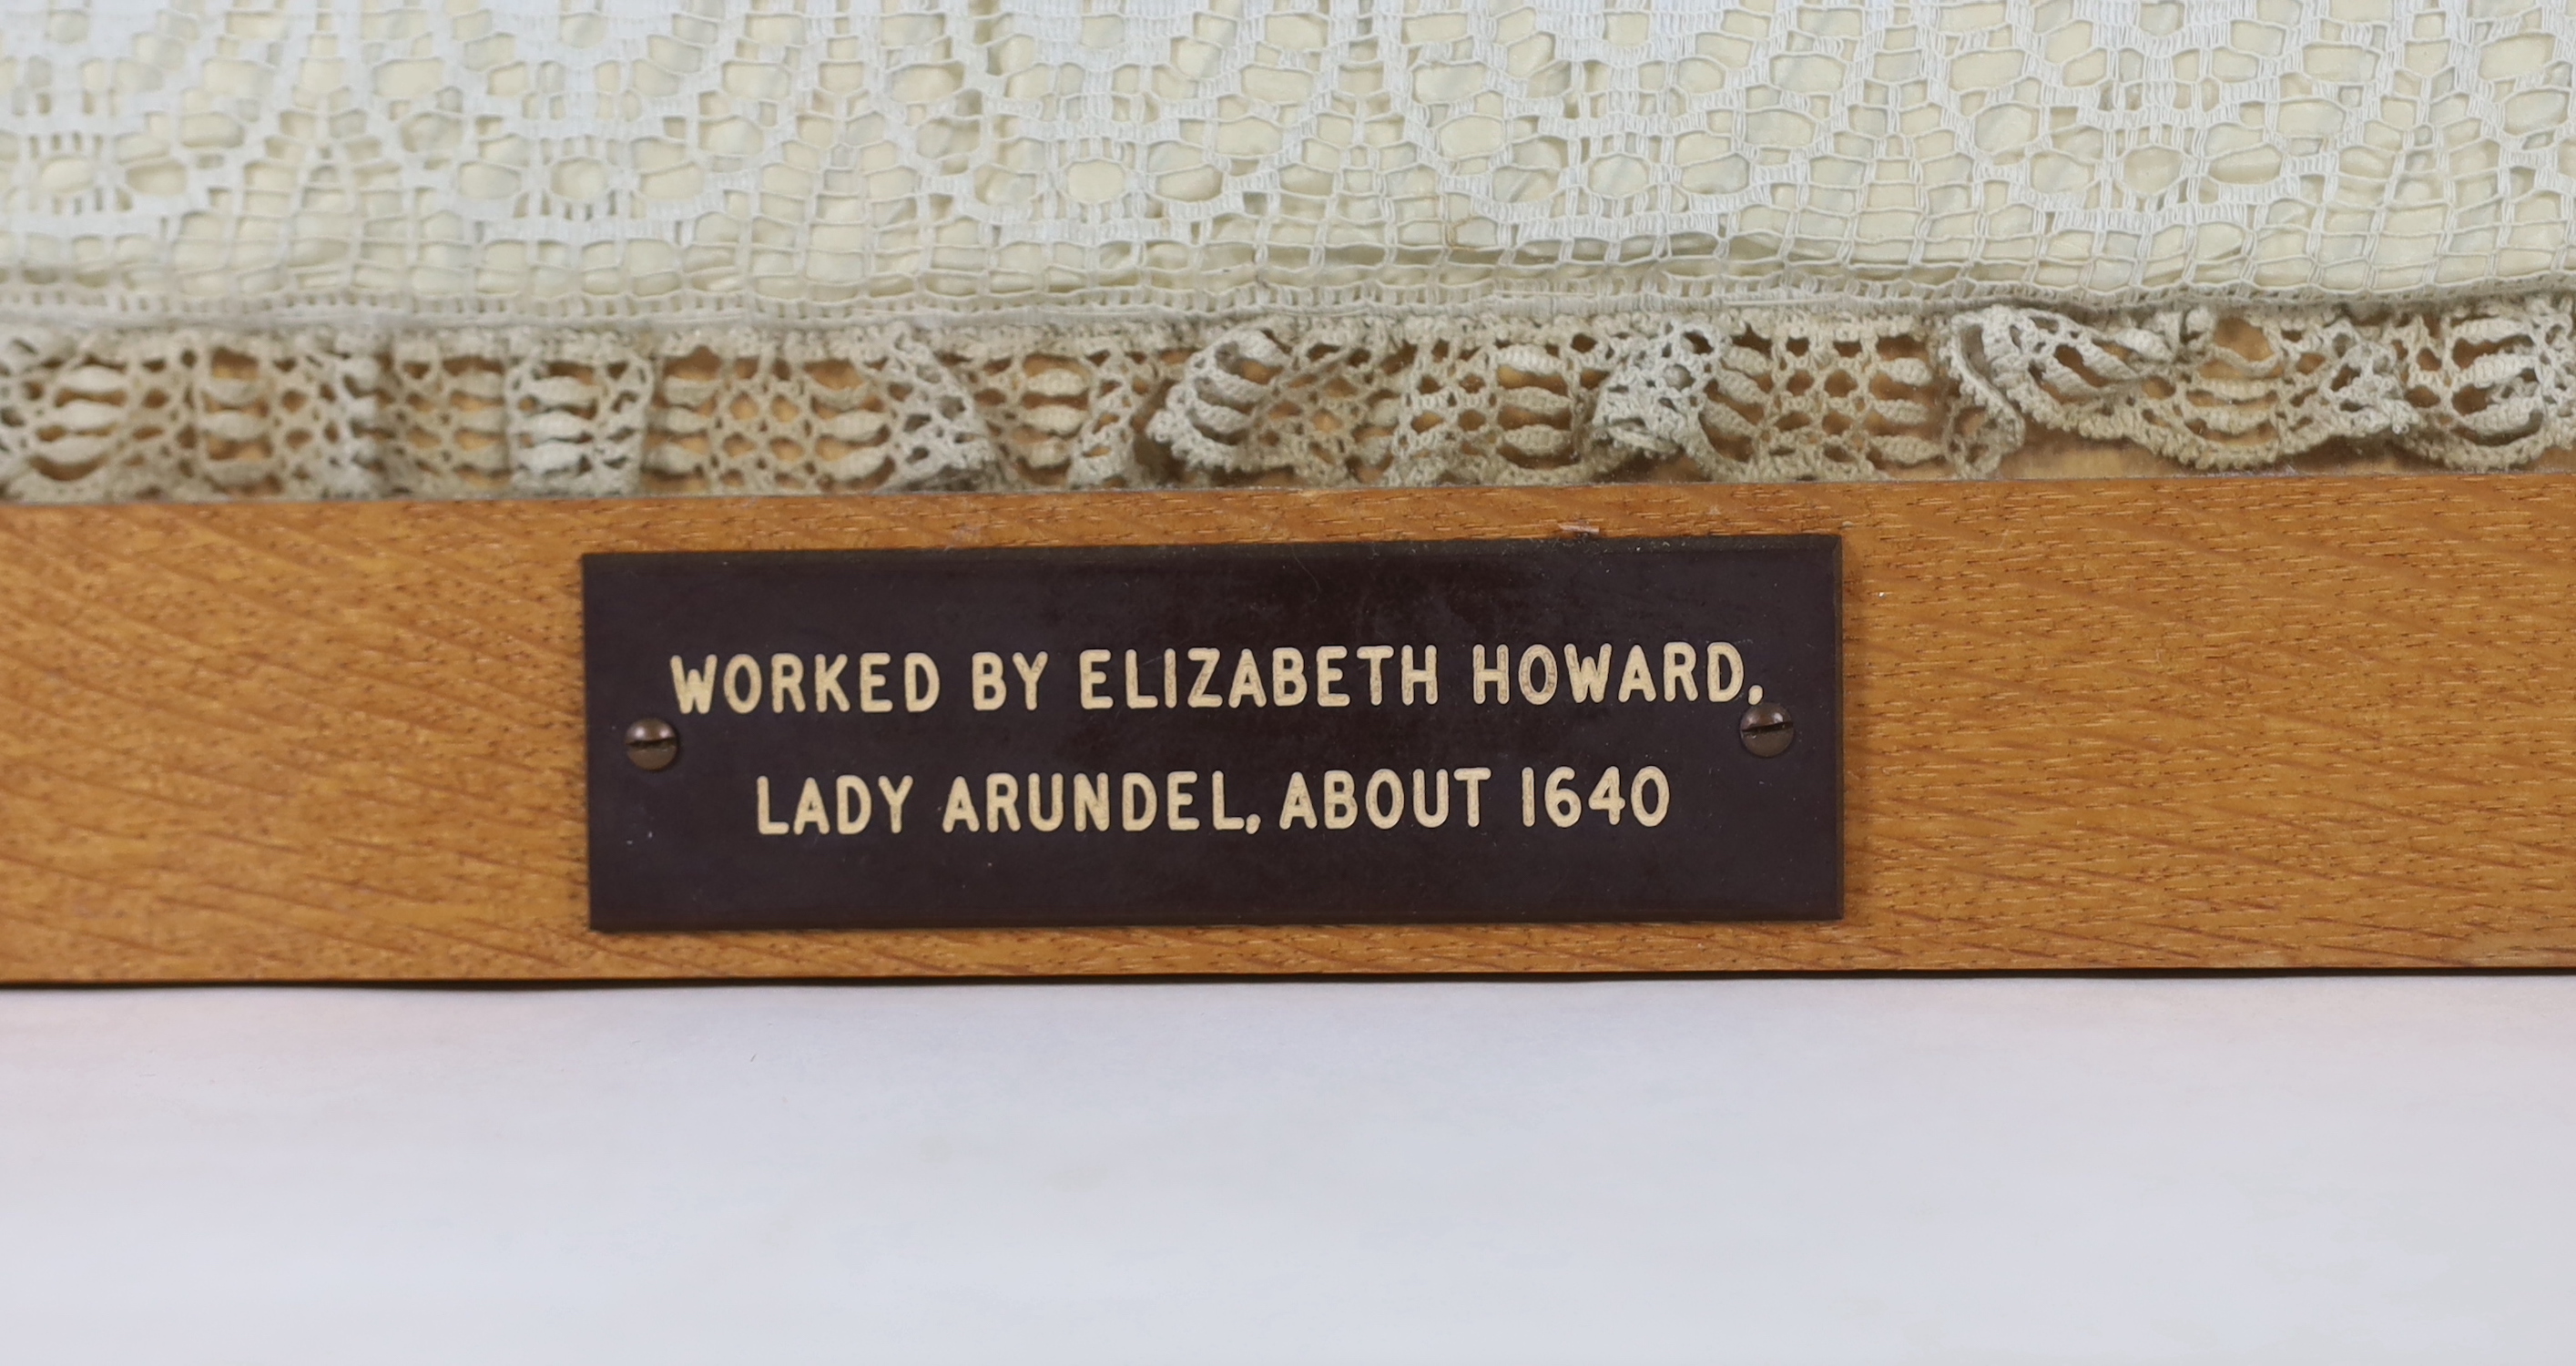 WORKED BY ELIZABETH HOWARD,
LADY ARUNDEL, ABOUT 1640